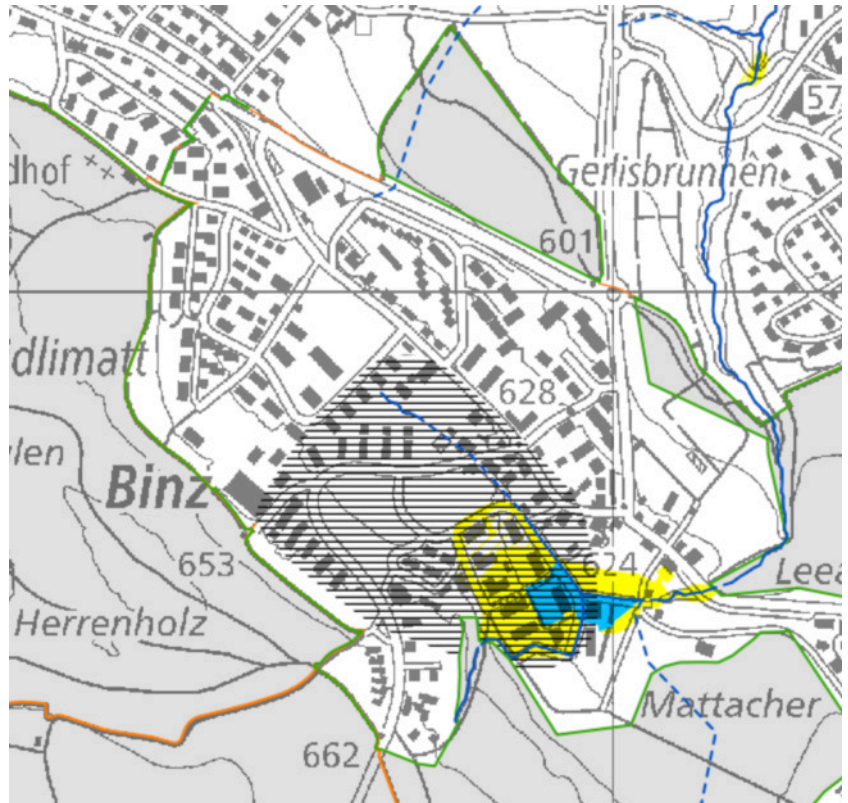 57
dhof
Gerlisbrunnen
601
dlimatt
628
len
Binz
653
624
Leea
Herrenholz
Mattacher
662